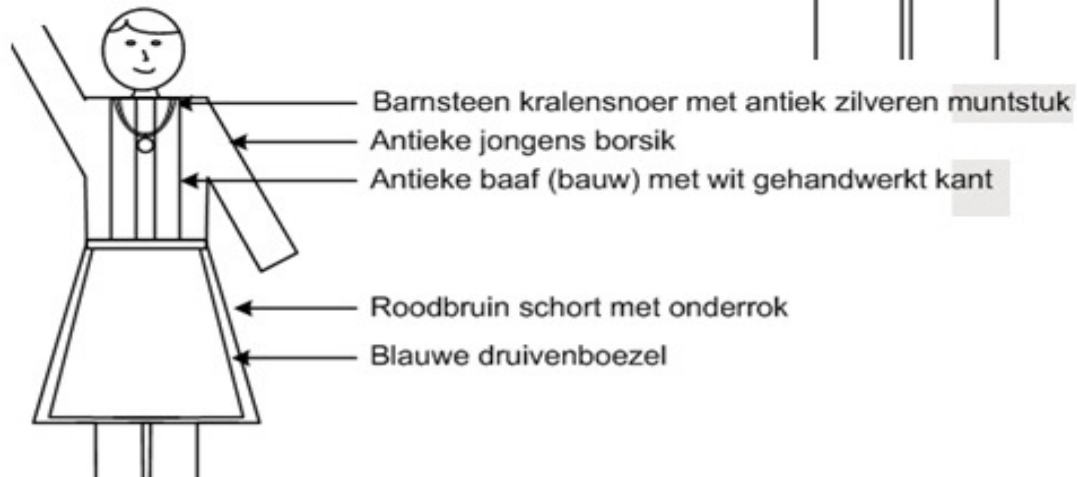 Barnsteen kralensnoer met antiek zilveren muntstuk
Antieke jongens borsik
Antieke baaf (bauw) met wit gehandwerkt kant
Roodbruin schort met onderrok
Blauwe druivenboezel